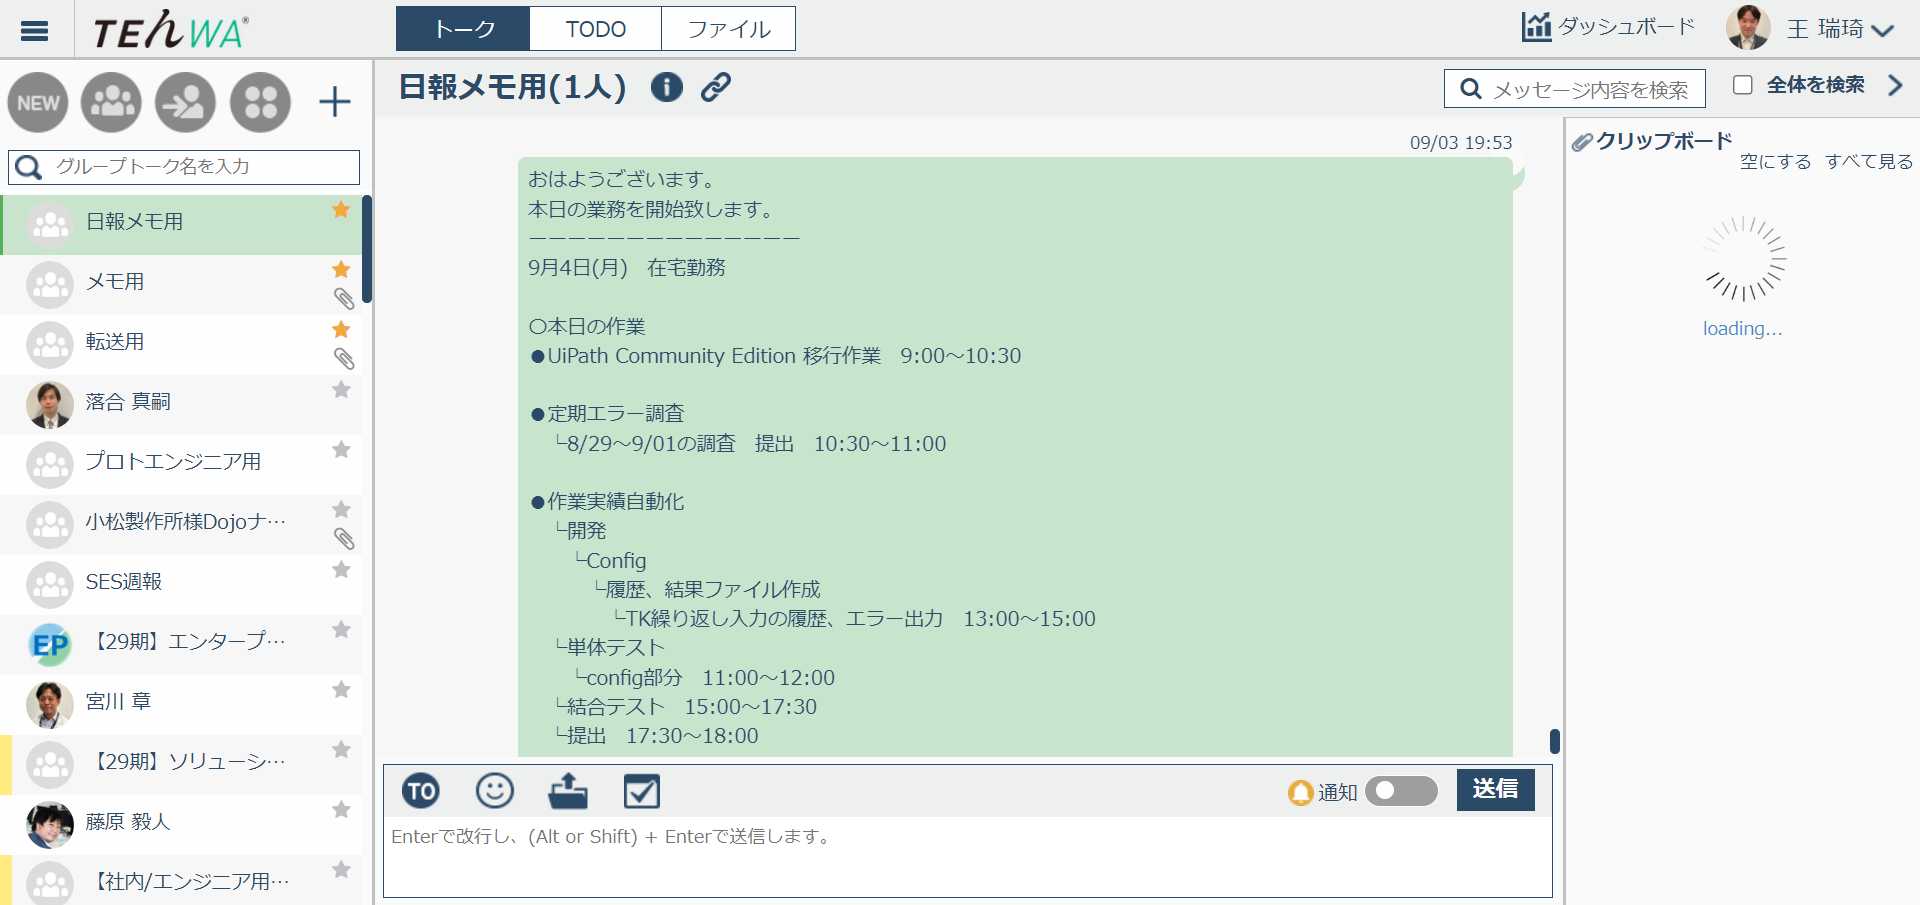 TEんWA®
トーク
TODO
ファイル
ダッシュボード
王 瑞琦
NEW
グループトーク名を入力
日報メモ用
メモ用
転送用
落合 真嗣
プロトエンジニア用
小松製作所様Dojoナ…
SES週報
EP
【29期】エンタープ…
宮川 章
【29期】ソリューシ…
藤原 毅人
【社内/エンジニア用…
日報メモ用(1人)
メッセージ内容を検索
全体を検索
09/03 19:53
おはようございます。
本日の業務を開始致します。
ーーーーーーーーーーーーーー
9月4日(月)　在宅勤務
〇本日の作業
●UiPath Community Edition 移行作業　9:00～10:30
●定期エラー調査
└8/29～9/01の調査　提出　10:30～11:00
●作業実績自動化
└開発
└Config
└履歴、結果ファイル作成
└TK繰り返し入力の履歴、エラー出力　13:00～15:00
└単体テスト
└config部分　11:00～12:00
└結合テスト　15:00～17:30
└提出　17:30～18:00
TO
通知
送信
Enterで改行し、(Alt or Shift) + Enterで送信します。
クリップボード
空にする すべて見る
loading...